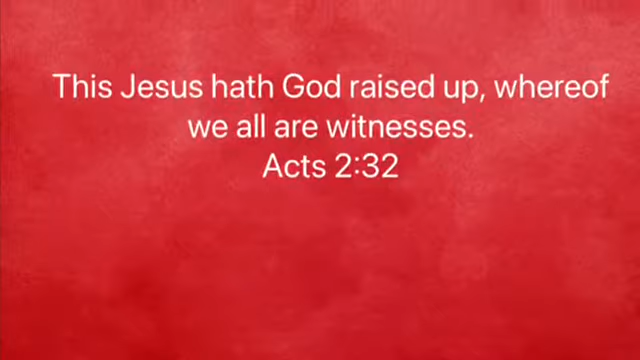 This Jesus hath God raised up, whereof
we all are witnesses.
Acts 2:32